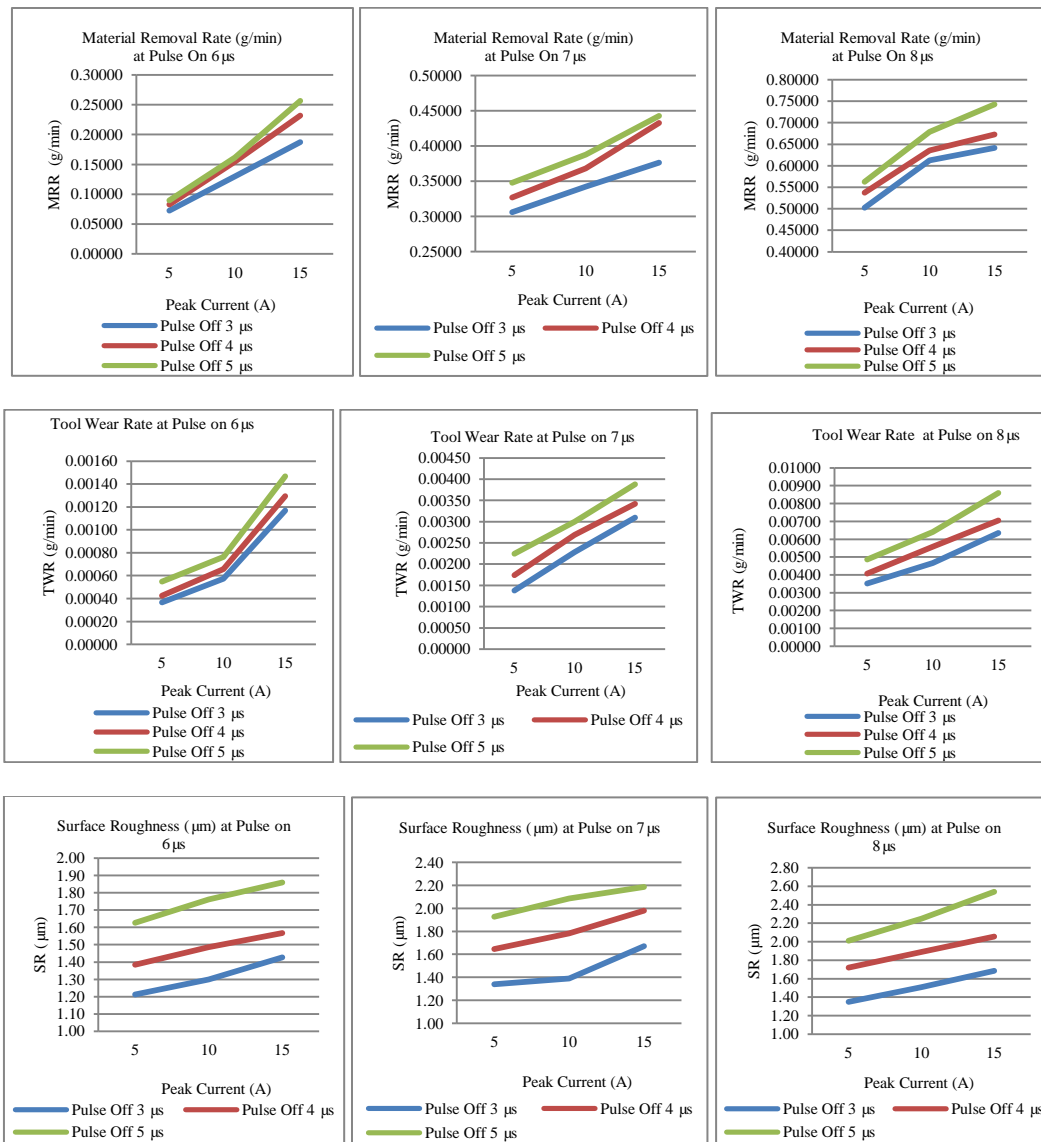 Material Removal Rate (g/min)
at Pulse On 6 µs
0.30000
0.25000
0.20000
0.15000
0.10000
0.05000
0.00000
MRR (g/min)
5 10 15
Peak Current (A)
Pulse Off 3 µs
Pulse Off 4 µs
Pulse Off 5 µs
Material Removal Rate (g/min)
at Pulse On 7 µs
0.50000
0.45000
0.40000
0.35000
0.30000
0.25000
MRR (g/min)
5 10 15
Peak Current (A)
Pulse Off 3 µs Pulse Off 4 µs
Pulse Off 5 µs
Material Removal Rate (g/min)
at Pulse On 8 µs
0.80000
0.75000
0.70000
0.65000
0.60000
0.55000
0.50000
0.45000
0.40000
MRR (g/min)
5 10 15
Peak Current (A)
Pulse Off 3 µs
Pulse Off 4 µs
Pulse Off 5 µs
Tool Wear Rate at Pulse on 6 µs
0.00160
0.00140
0.00120
0.00100
0.00080
0.00060
0.00040
0.00020
0.00000
TWR (g/min)
5 10 15
Peak Current (A)
Pulse Off 3 µs
Pulse Off 4 µs
Pulse Off 5 µs
Tool Wear Rate at Pulse on 7 µs
0.00450
0.00400
0.00350
0.00300
0.00250
0.00200
0.00150
0.00100
0.00050
0.00000
TWR (g/min)
5 10 15
Peak Current (A)
Pulse Off 3 µs Pulse Off 4 µs
Pulse Off 5 µs
Tool Wear Rate at Pulse on 8 µs
0.01000
0.00900
0.00800
0.00700
0.00600
0.00500
0.00400
0.00300
0.00200
0.00100
0.00000
TWR (g/min)
5 10 15
Peak Current (A)
Pulse Off 3 µs
Pulse Off 4 µs
Pulse Off 5 µs
Surface Roughness (µm) at Pulse on
6 µs
2.00
1.90
1.80
1.70
1.60
1.50
1.40
1.30
1.20
1.10
1.00
SR (µm)
5 10 15
Peak Current (A)
Pulse Off 3 µs Pulse Off 4 µs
Pulse Off 5 µs
Surface Roughness (µm) at Pulse on 7 µs
2.40
2.20
2.00
1.80
1.60
1.40
1.20
1.00
SR (µm)
5 10 15
Peak Current (A)
Pulse Off 3 µs Pulse Off 4 µs
Pulse Off 5 µs
Surface Roughness (µm) at Pulse on
8 µs
2.80
2.60
2.40
2.20
2.00
1.80
1.60
1.40
1.20
1.00
SR (µm)
5 10 15
Peak Current (A)
Pulse Off 3 µs Pulse Off 4 µs
Pulse Off 5 µs